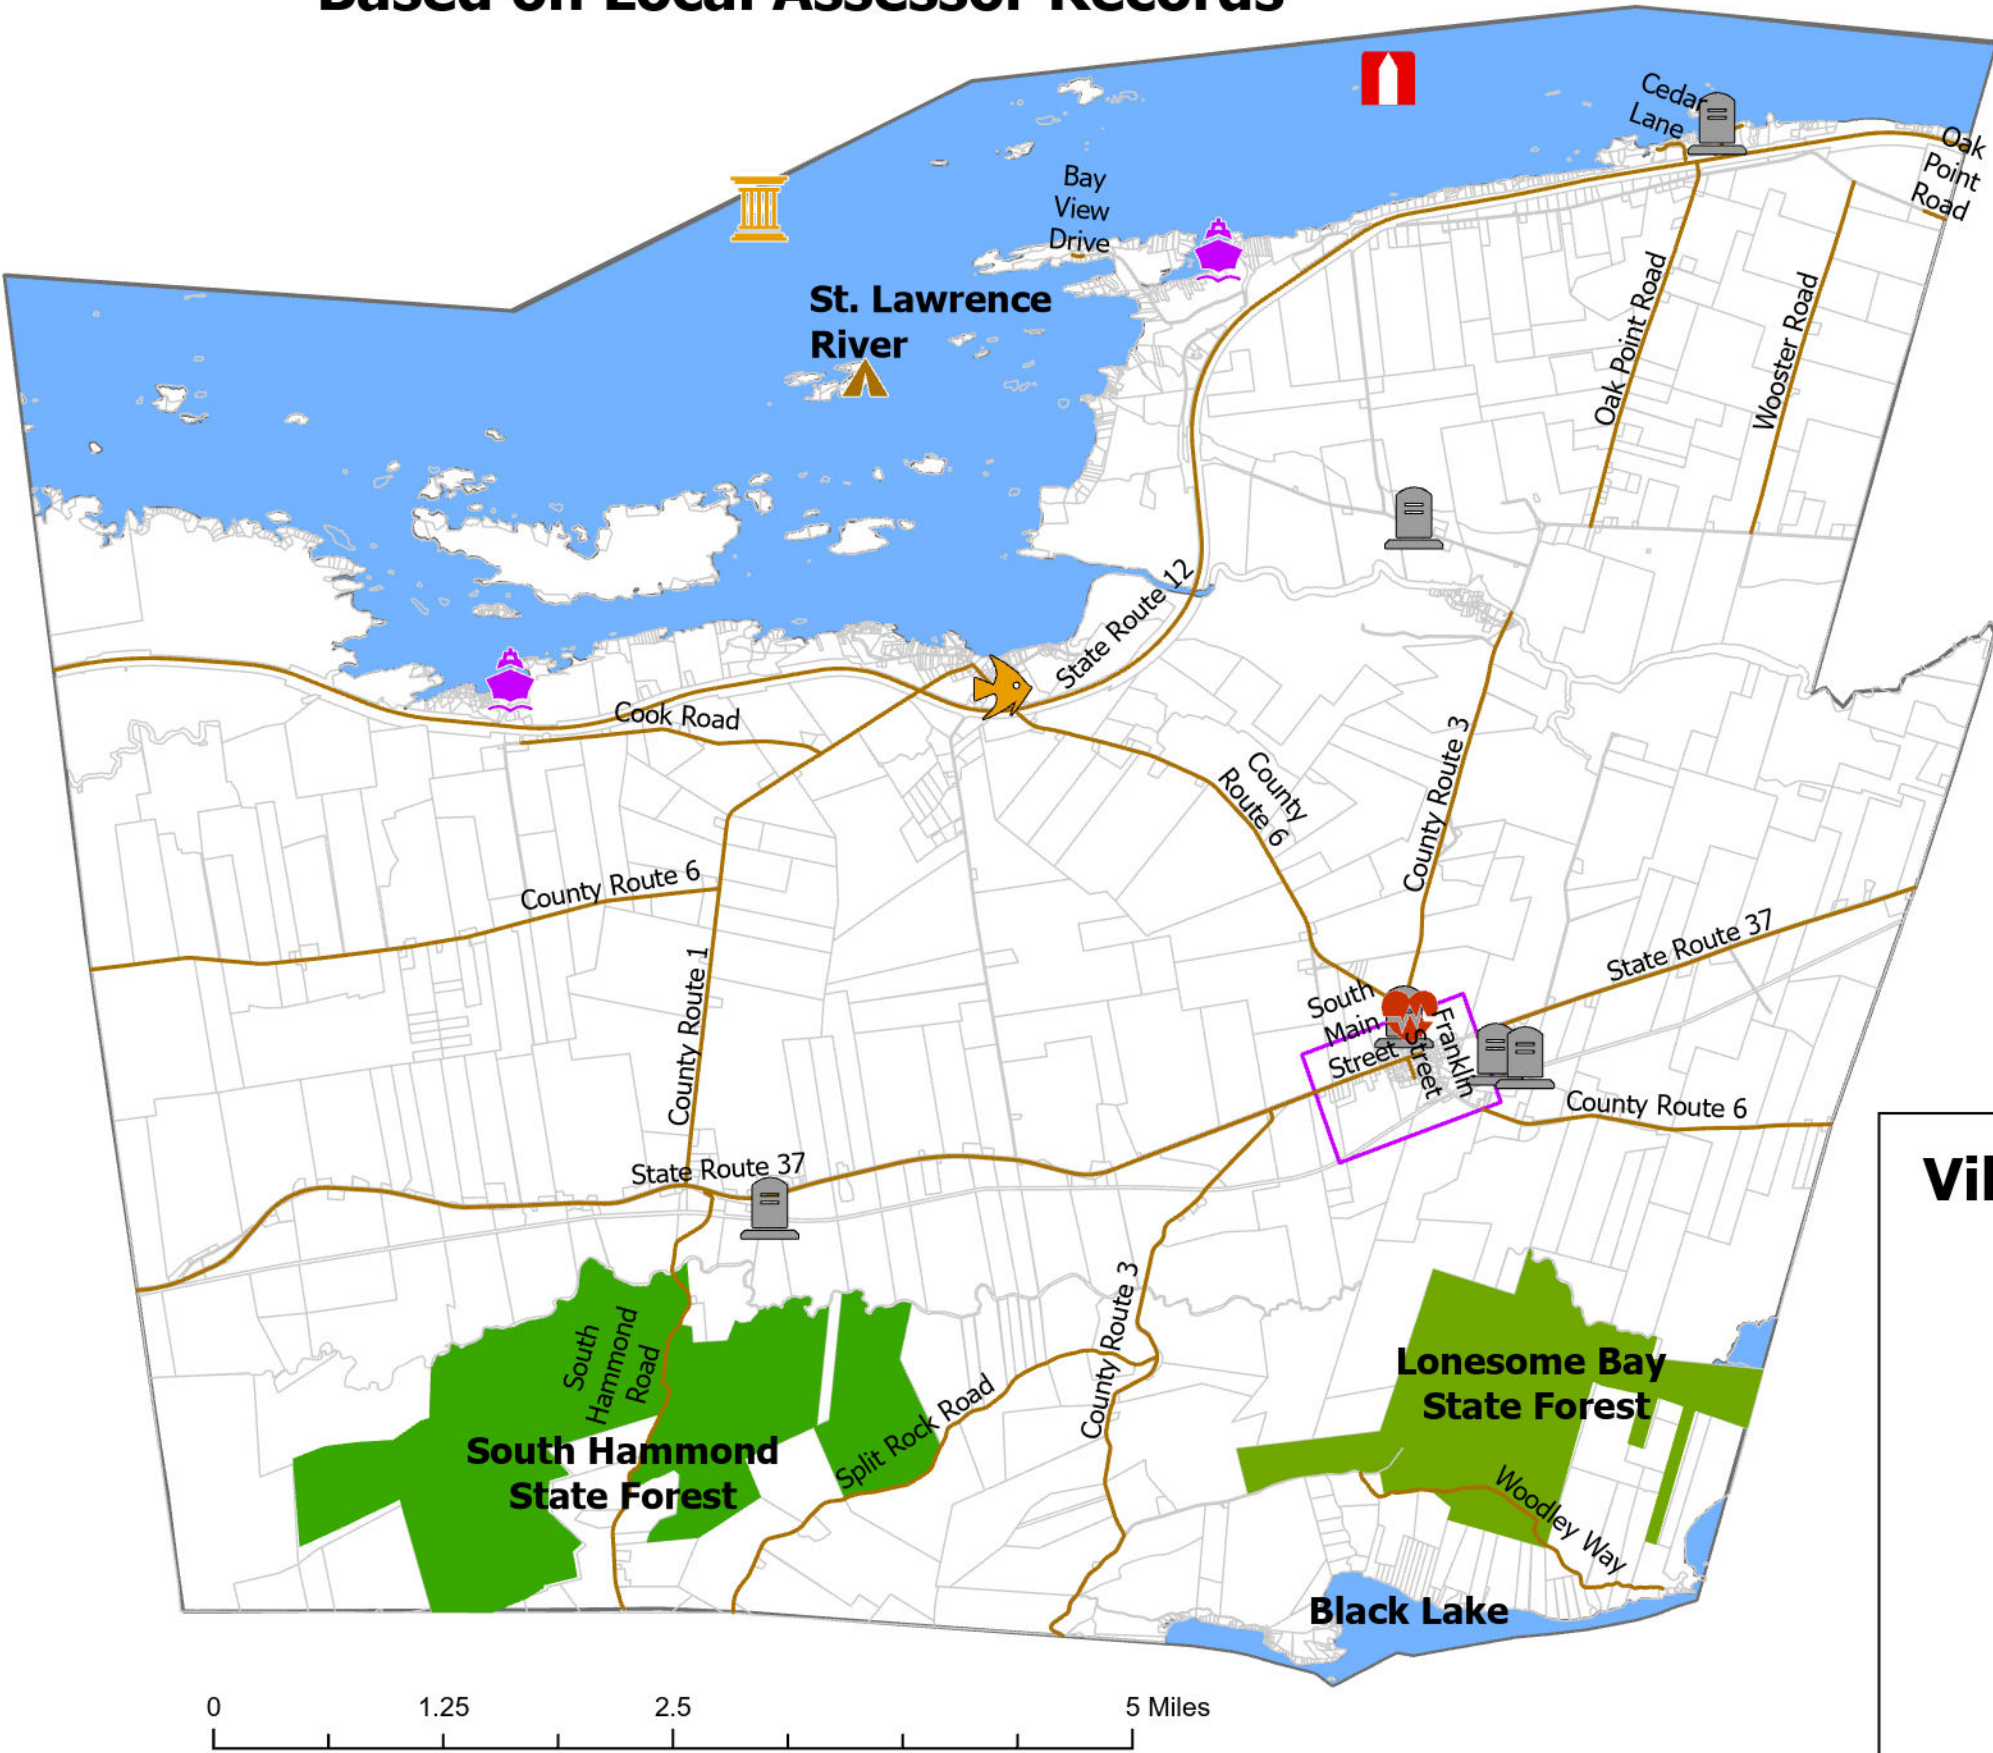 Based on Local Assessor Records
Cedar
Lane
Oak
Point
Road
Bay
View
Drive
St. Lawrence
River
Oak Point Road
Wooster Road
State Route 12
Cook Road
County
Route 6
County Route 3
County Route 6
State Route 37
County Route 1
South
Main
Street
Franklin
Street
County Route 6
State Route 37
County Route 3
South
Hammond
Road
Lonesome Bay
State Forest
South Hammond
State Forest
Split Rock Road
Woodley Way
Black Lake
0 1.25 2.5 5 Miles